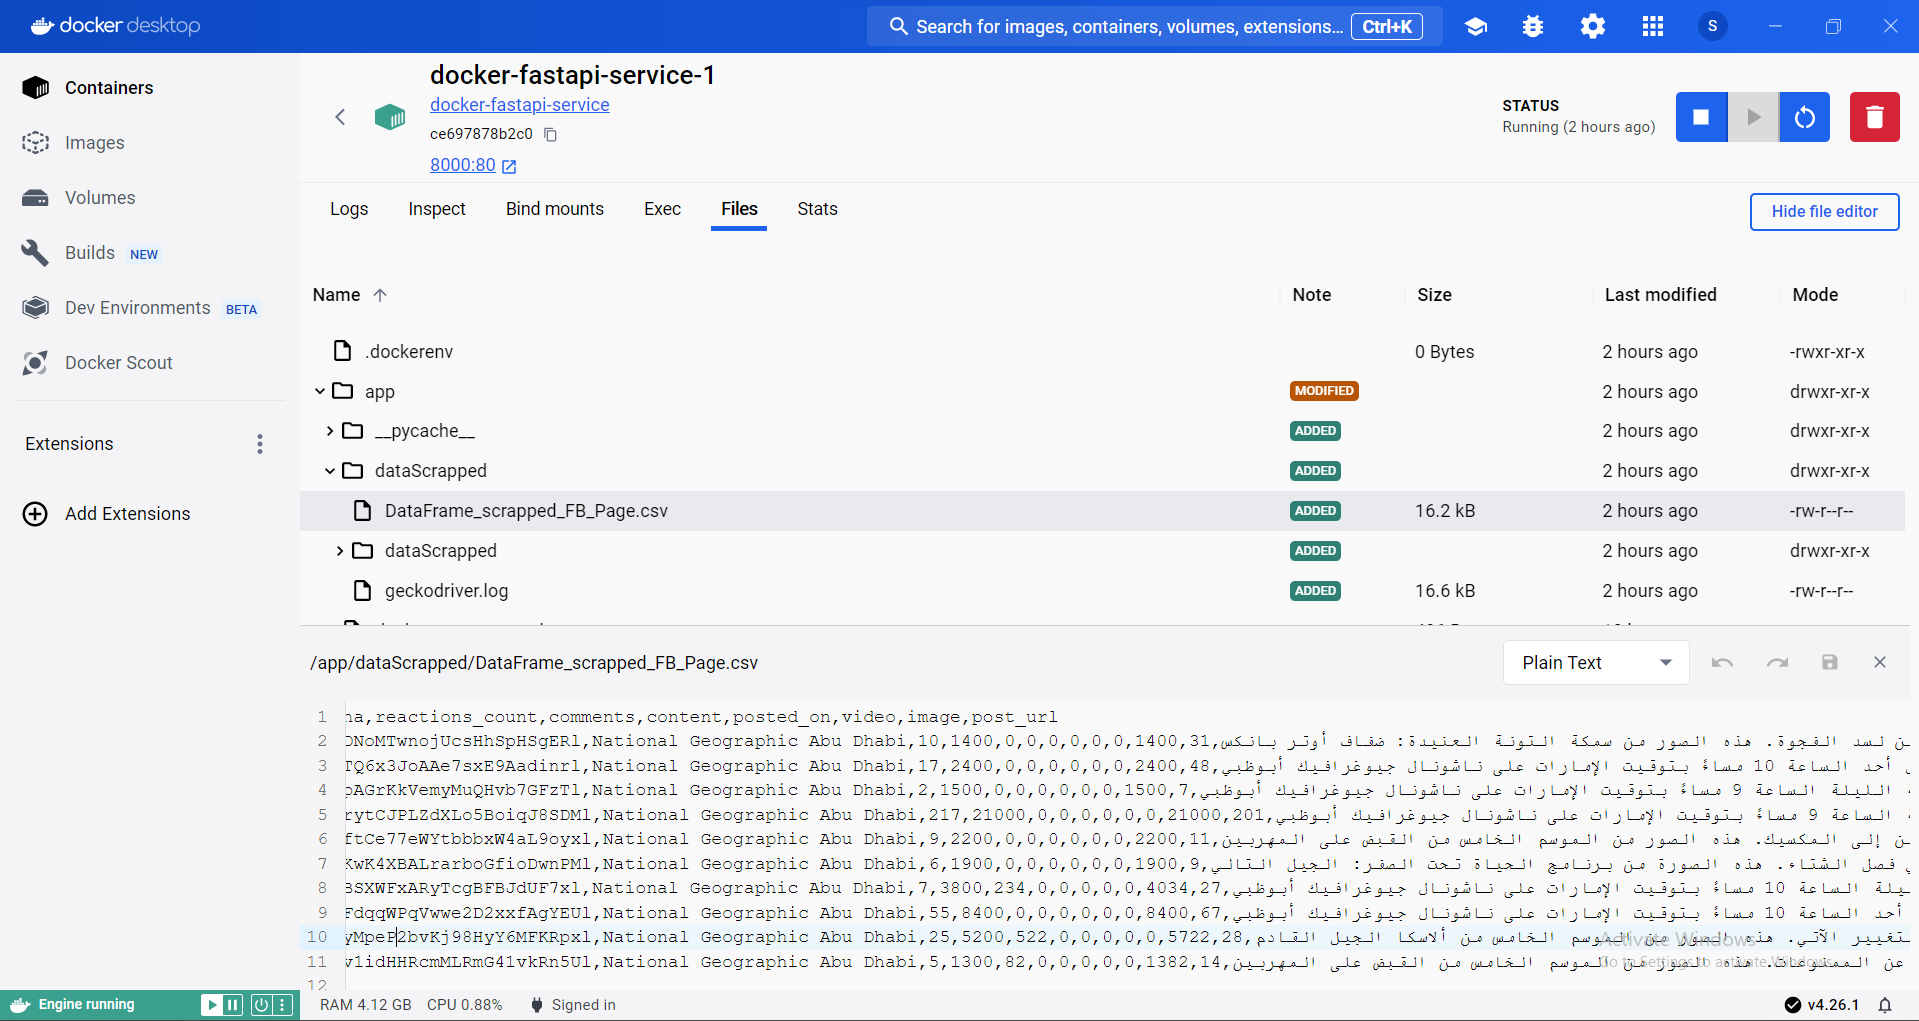 docker desktop
Search for images, containers, volumes, extensions... Ctrl+K
S
Containers
Images
Volumes
Builds NEW
Dev Environments BETA
Docker Scout
Extensions
Add Extensions
docker-fastapi-service-1
docker-fastapi-service
ce697878b2c0
8000:80
STATUS
Running (2 hours ago)
Logs Inspect Bind mounts Exec Files Stats
Hide file editor
Name Note Size Last modified Mode
.dockerenv 0 Bytes 2 hours ago -rwxr-xr-x
app MODIFIED 2 hours ago drwxr-xr-x
__pycache__ ADDED 2 hours ago drwxr-xr-x
dataScrapped ADDED 2 hours ago drwxr-xr-x
DataFrame_scrapped_FB_Page.csv ADDED 16.2 kB 2 hours ago -rw-r--r--
dataScrapped ADDED 2 hours ago drwxr-xr-x
geckodriver.log ADDED 16.6 kB 2 hours ago -rw-r--r--
/app/dataScrapped/DataFrame_scrapped_FB_Page.csv
Plain Text
1 na,reactions_count,comments,content,posted_on,video,image,post_url
2 ONoMTwnojUcsHhSpHSgERl,National Geographic Abu Dhabi,10,1400,0,0,0,0,0,0,1400,31,ن لسد الفجوة. هذه الصور من سمكة التونة العنيدة: ضفاف أوتر بانكس
3 TQ6x3JoAAe7sxE9Aadinrl,National Geographic Abu Dhabi,17,2400,0,0,0,0,0,0,2400,48,أحد الساعة 10 مساءً بتوقيت الإمارات على ناشونال جيوغرافيك أبوظبي
4 pAGrKkVemyMuQHvb7GFzTl,National Geographic Abu Dhabi,2,1500,0,0,0,0,0,0,1500,7,الليلة الساعة 9 مساءً بتوقيت الإمارات على ناشونال جيوغرافيك أبوظبي
5 rytCJPLZdXLo5BoiqJ8SDMl,National Geographic Abu Dhabi,217,21000,0,0,0,0,0,0,21000,201,الساعة 9 مساءً بتوقيت الإمارات على ناشونال جيوغرافيك أبوظبي
6 ftCe77eWYtbbbxW4aL9oyxl,National Geographic Abu Dhabi,9,2200,0,0,0,0,0,0,2200,11,ن إلى المكسيك. هذه الصور من الموسم الخامس من القبض على المهربين
7 KwK4XBALrarboGfioDwnPMl,National Geographic Abu Dhabi,6,1900,0,0,0,0,0,0,1900,9,ي فصل الشتاء. هذه الصورة من برنامج الحياة تحت الصفر: الجيل التالي
8 BSXWFxARyTcgBFBJdUF7xl,National Geographic Abu Dhabi,7,3800,234,0,0,0,0,0,4034,27,يلة الساعة 10 مساءً بتوقيت الإمارات على ناشونال جيوغرافيك أبوظبي
9 FdqqWPqVwwe2D2xxfAgYEUl,National Geographic Abu Dhabi,55,8400,0,0,0,0,0,0,8400,67,أحد الساعة 10 مساءً بتوقيت الإمارات على ناشونال جيوغرافيك أبوظبي
10 yMpeP2bvKj98HyY6MFKRpxl,National Geographic Abu Dhabi,25,5200,522,0,0,0,0,0,5722,28,تغيير الآتي. هذه الصور من الموسم الخامس من ألاسكا الجيل القادم
11 v1idHHRcmMLRmG41vkRn5Ul,National Geographic Abu Dhabi,5,1300,82,0,0,0,0,0,1382,14,عن الممنوعات. هذه الصور من الموسم الخامس من القبض على المهربين
12
Activate Windows
Go to Settings to activate Windows.
Engine running
RAM 4.12 GB CPU 0.88% Signed in
v4.26.1